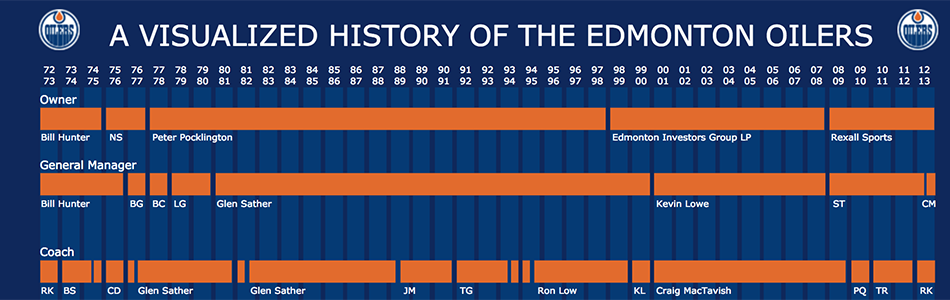 OILERS
A VISUALIZED HISTORY OF THE EDMONTON OILERS
OILERS
72 73 74 75 76 77 78 79 80 81 82 83 84 85 86 87 88 89 90 91 92 93 94 95 96 97 98 99 00 01 02 03 04 05 06 07 08 09 10 11 12
73 74 75 76 77 78 79 80 81 82 83 84 85 86 87 88 89 90 91 92 93 94 95 96 97 98 99 00 01 02 03 04 05 06 07 08 09 10 11 12 13
Owner
Bill Hunter NS Peter Pocklington Edmonton Investors Group LP Rexall Sports
General Manager
Bill Hunter BG BC LG Glen Sather Kevin Lowe ST CM
Coach
RK BS CD Glen Sather Glen Sather JM TG Ron Low KL Craig MacTavish PQ TR RK